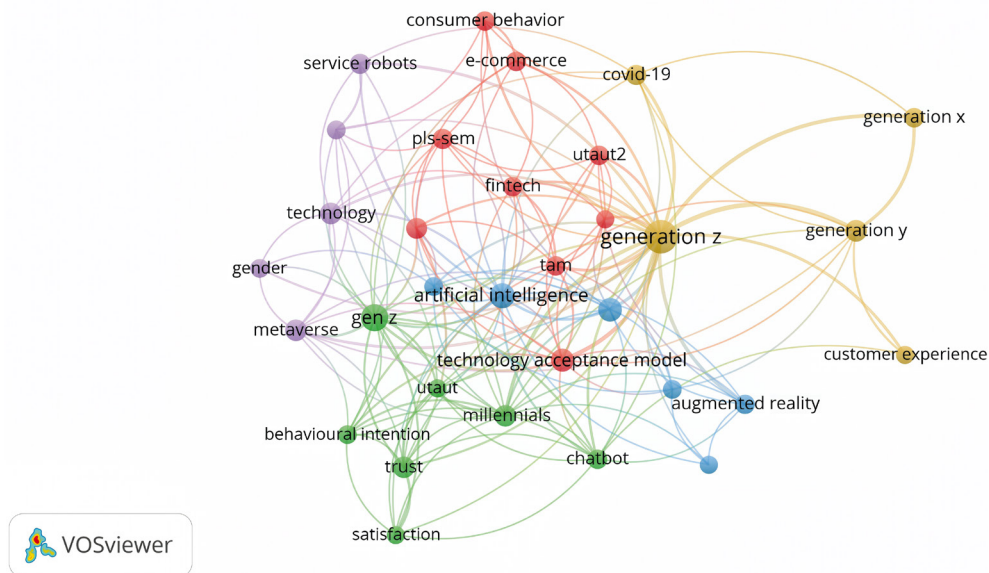 consumer behavior
service robots
e-commerce
covid-19
generation x
pls-sem
utaut2
fintech
technology
generation y
generation z
gender
tam
artificial intelligence
gen z
metaverse
technology acceptance model
customer experience
utaut
augmented reality
millennials
behavioural intention
trust
chatbot
satisfaction
VOSviewer